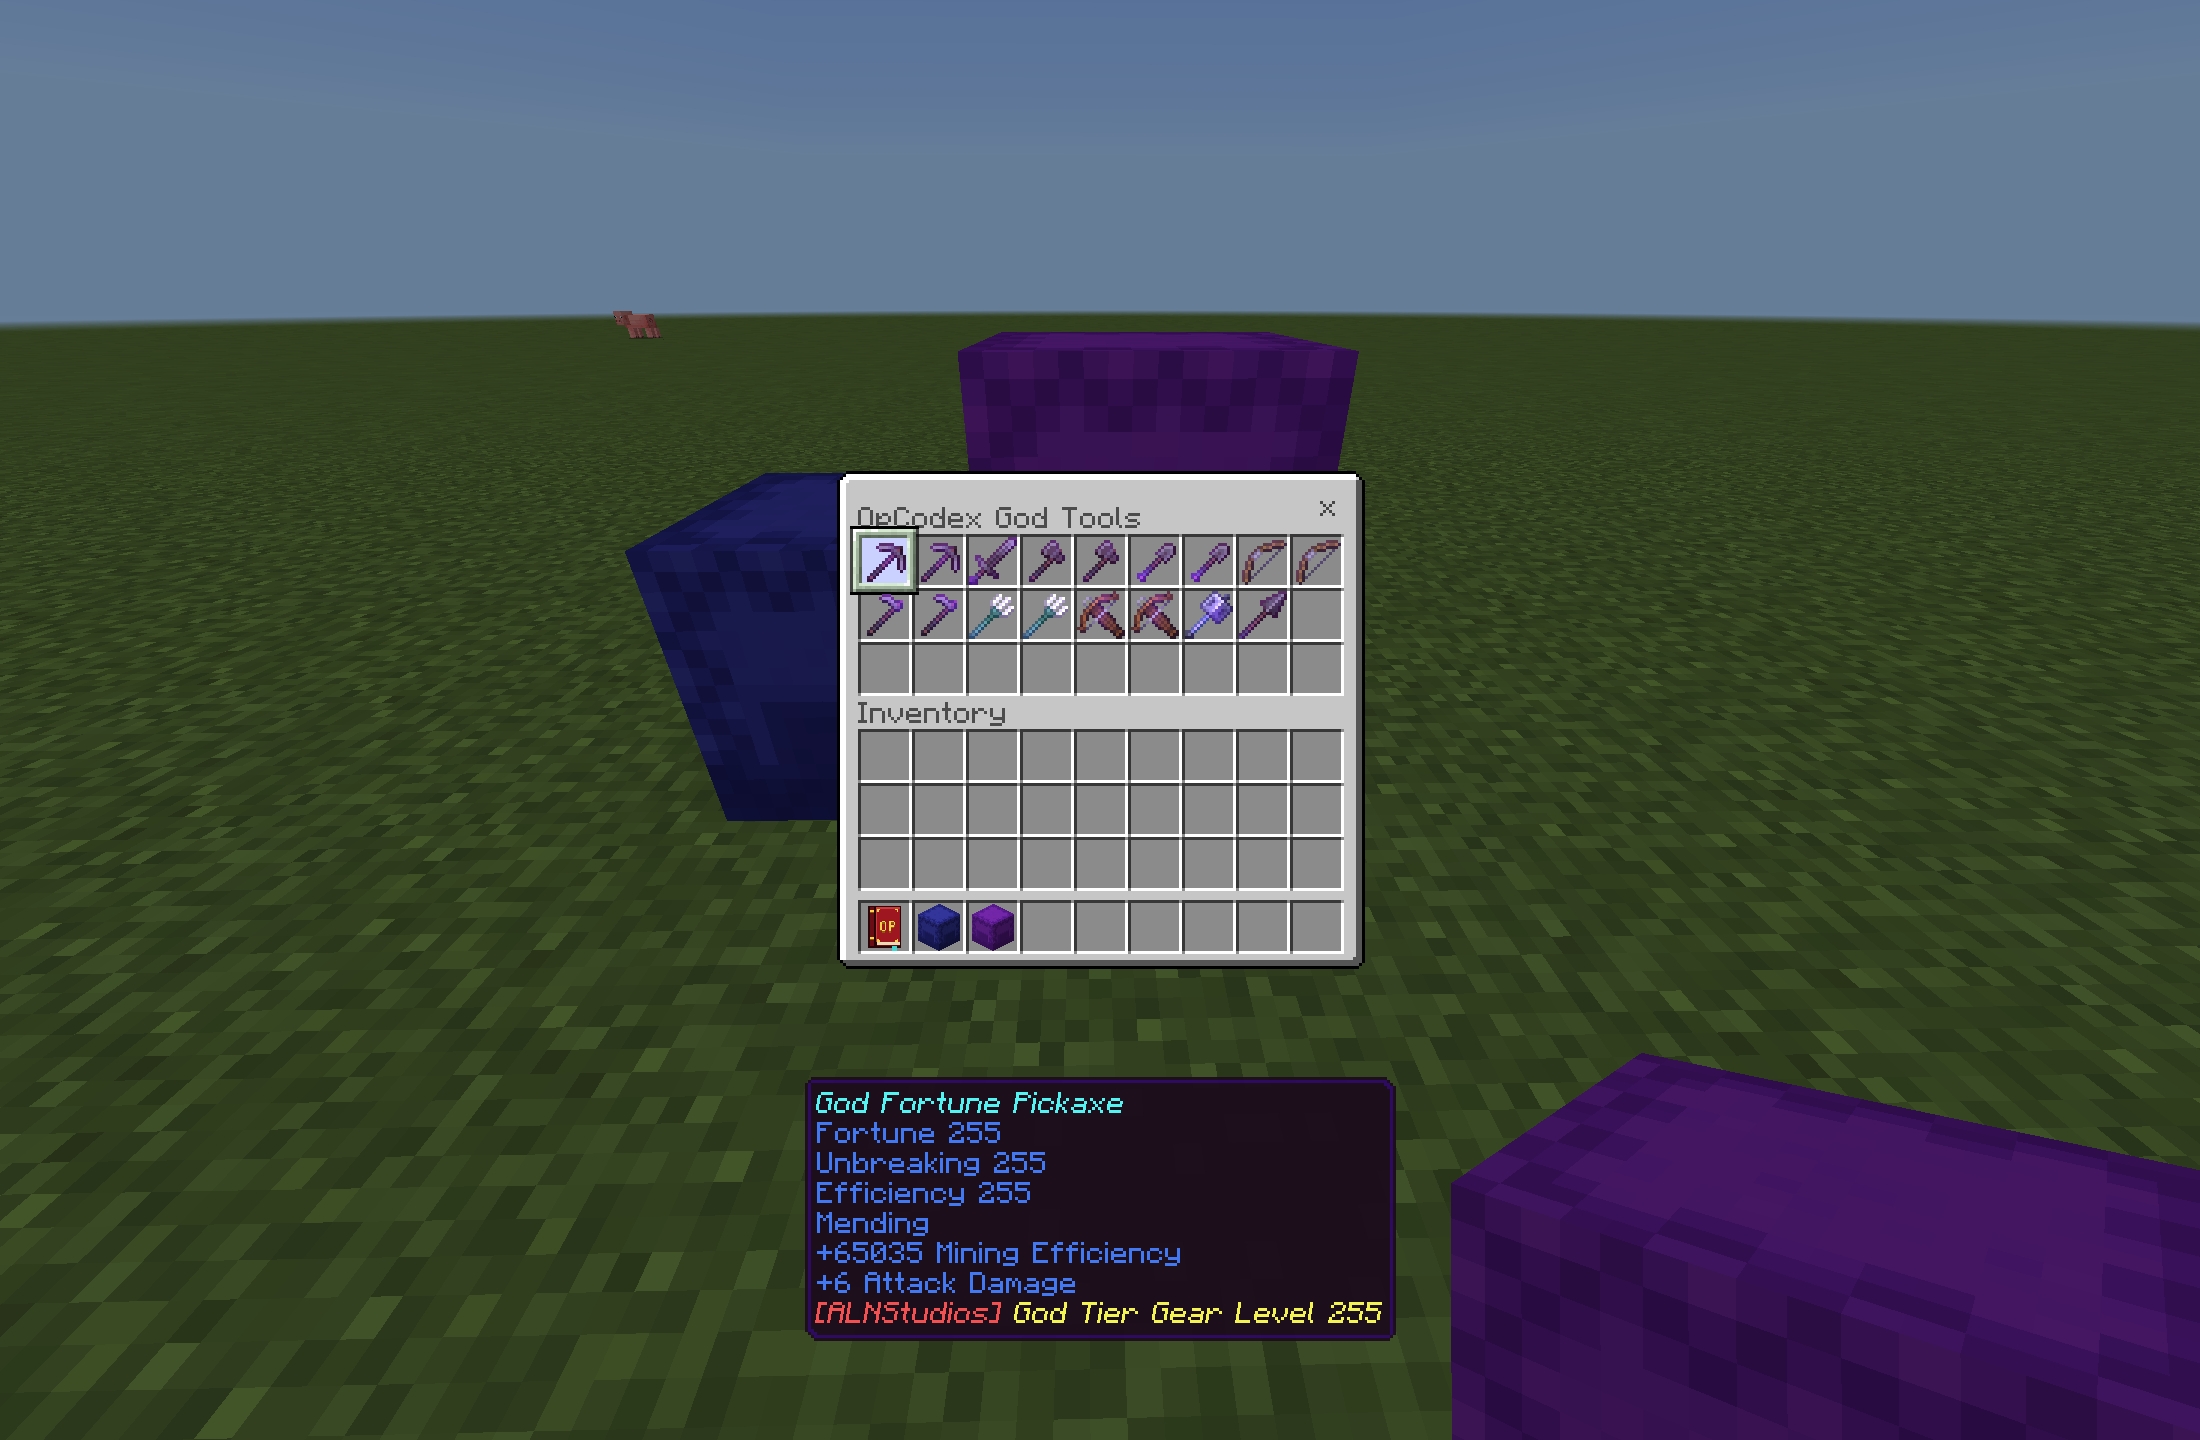 OpCodex God Tools
Inventory
OP
God Fortune Pickaxe
Fortune 255
Unbreaking 255
Efficiency 255
Mending
+65035 Mining Efficiency
+6 Attack Damage
[ALNStudios] God Tier Gear Level 255